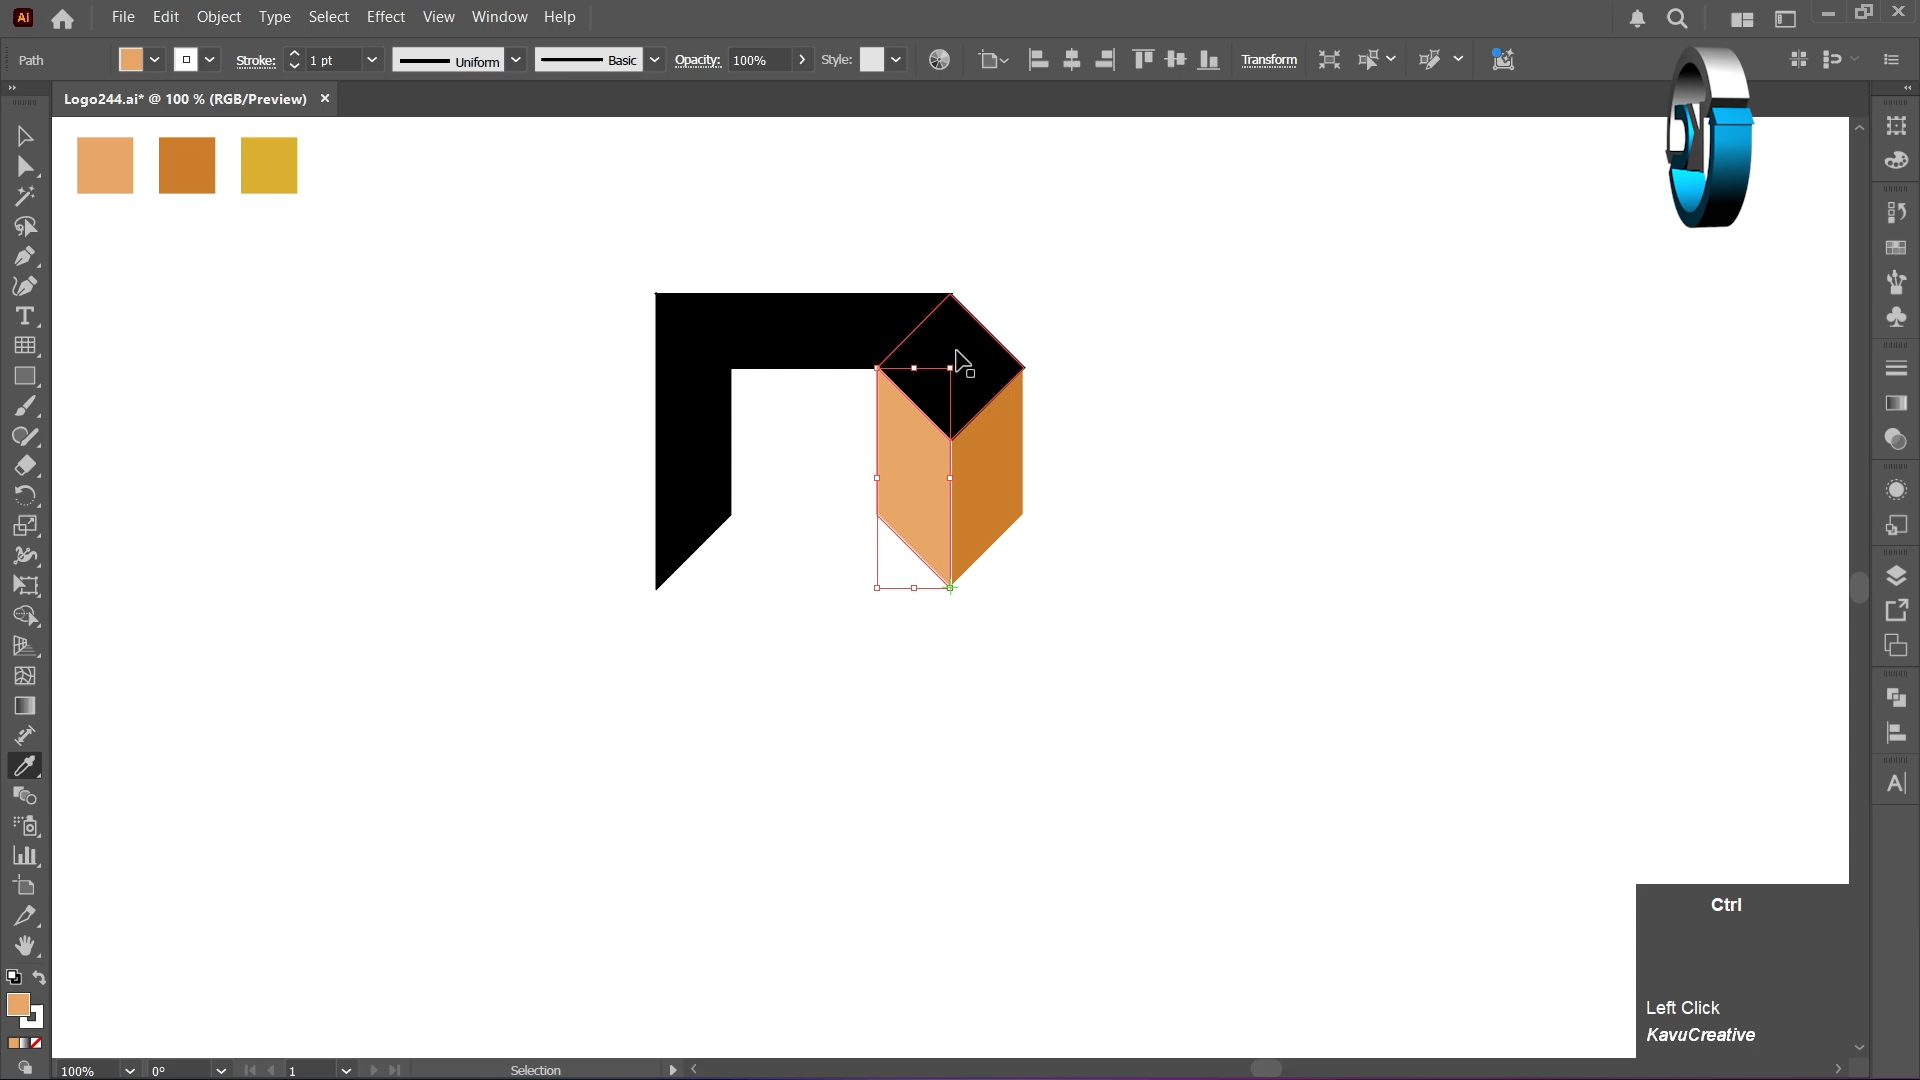 Ai File Edit Object Type Select Effect View Window Help
Path Stroke: 1 pt Uniform Basic Opacity: 100% Style: Transform
Logo244.ai* @ 100 % (RGB/Preview)
Ctrl
Left Click
KavuCreative
100% 0° 1 Selection